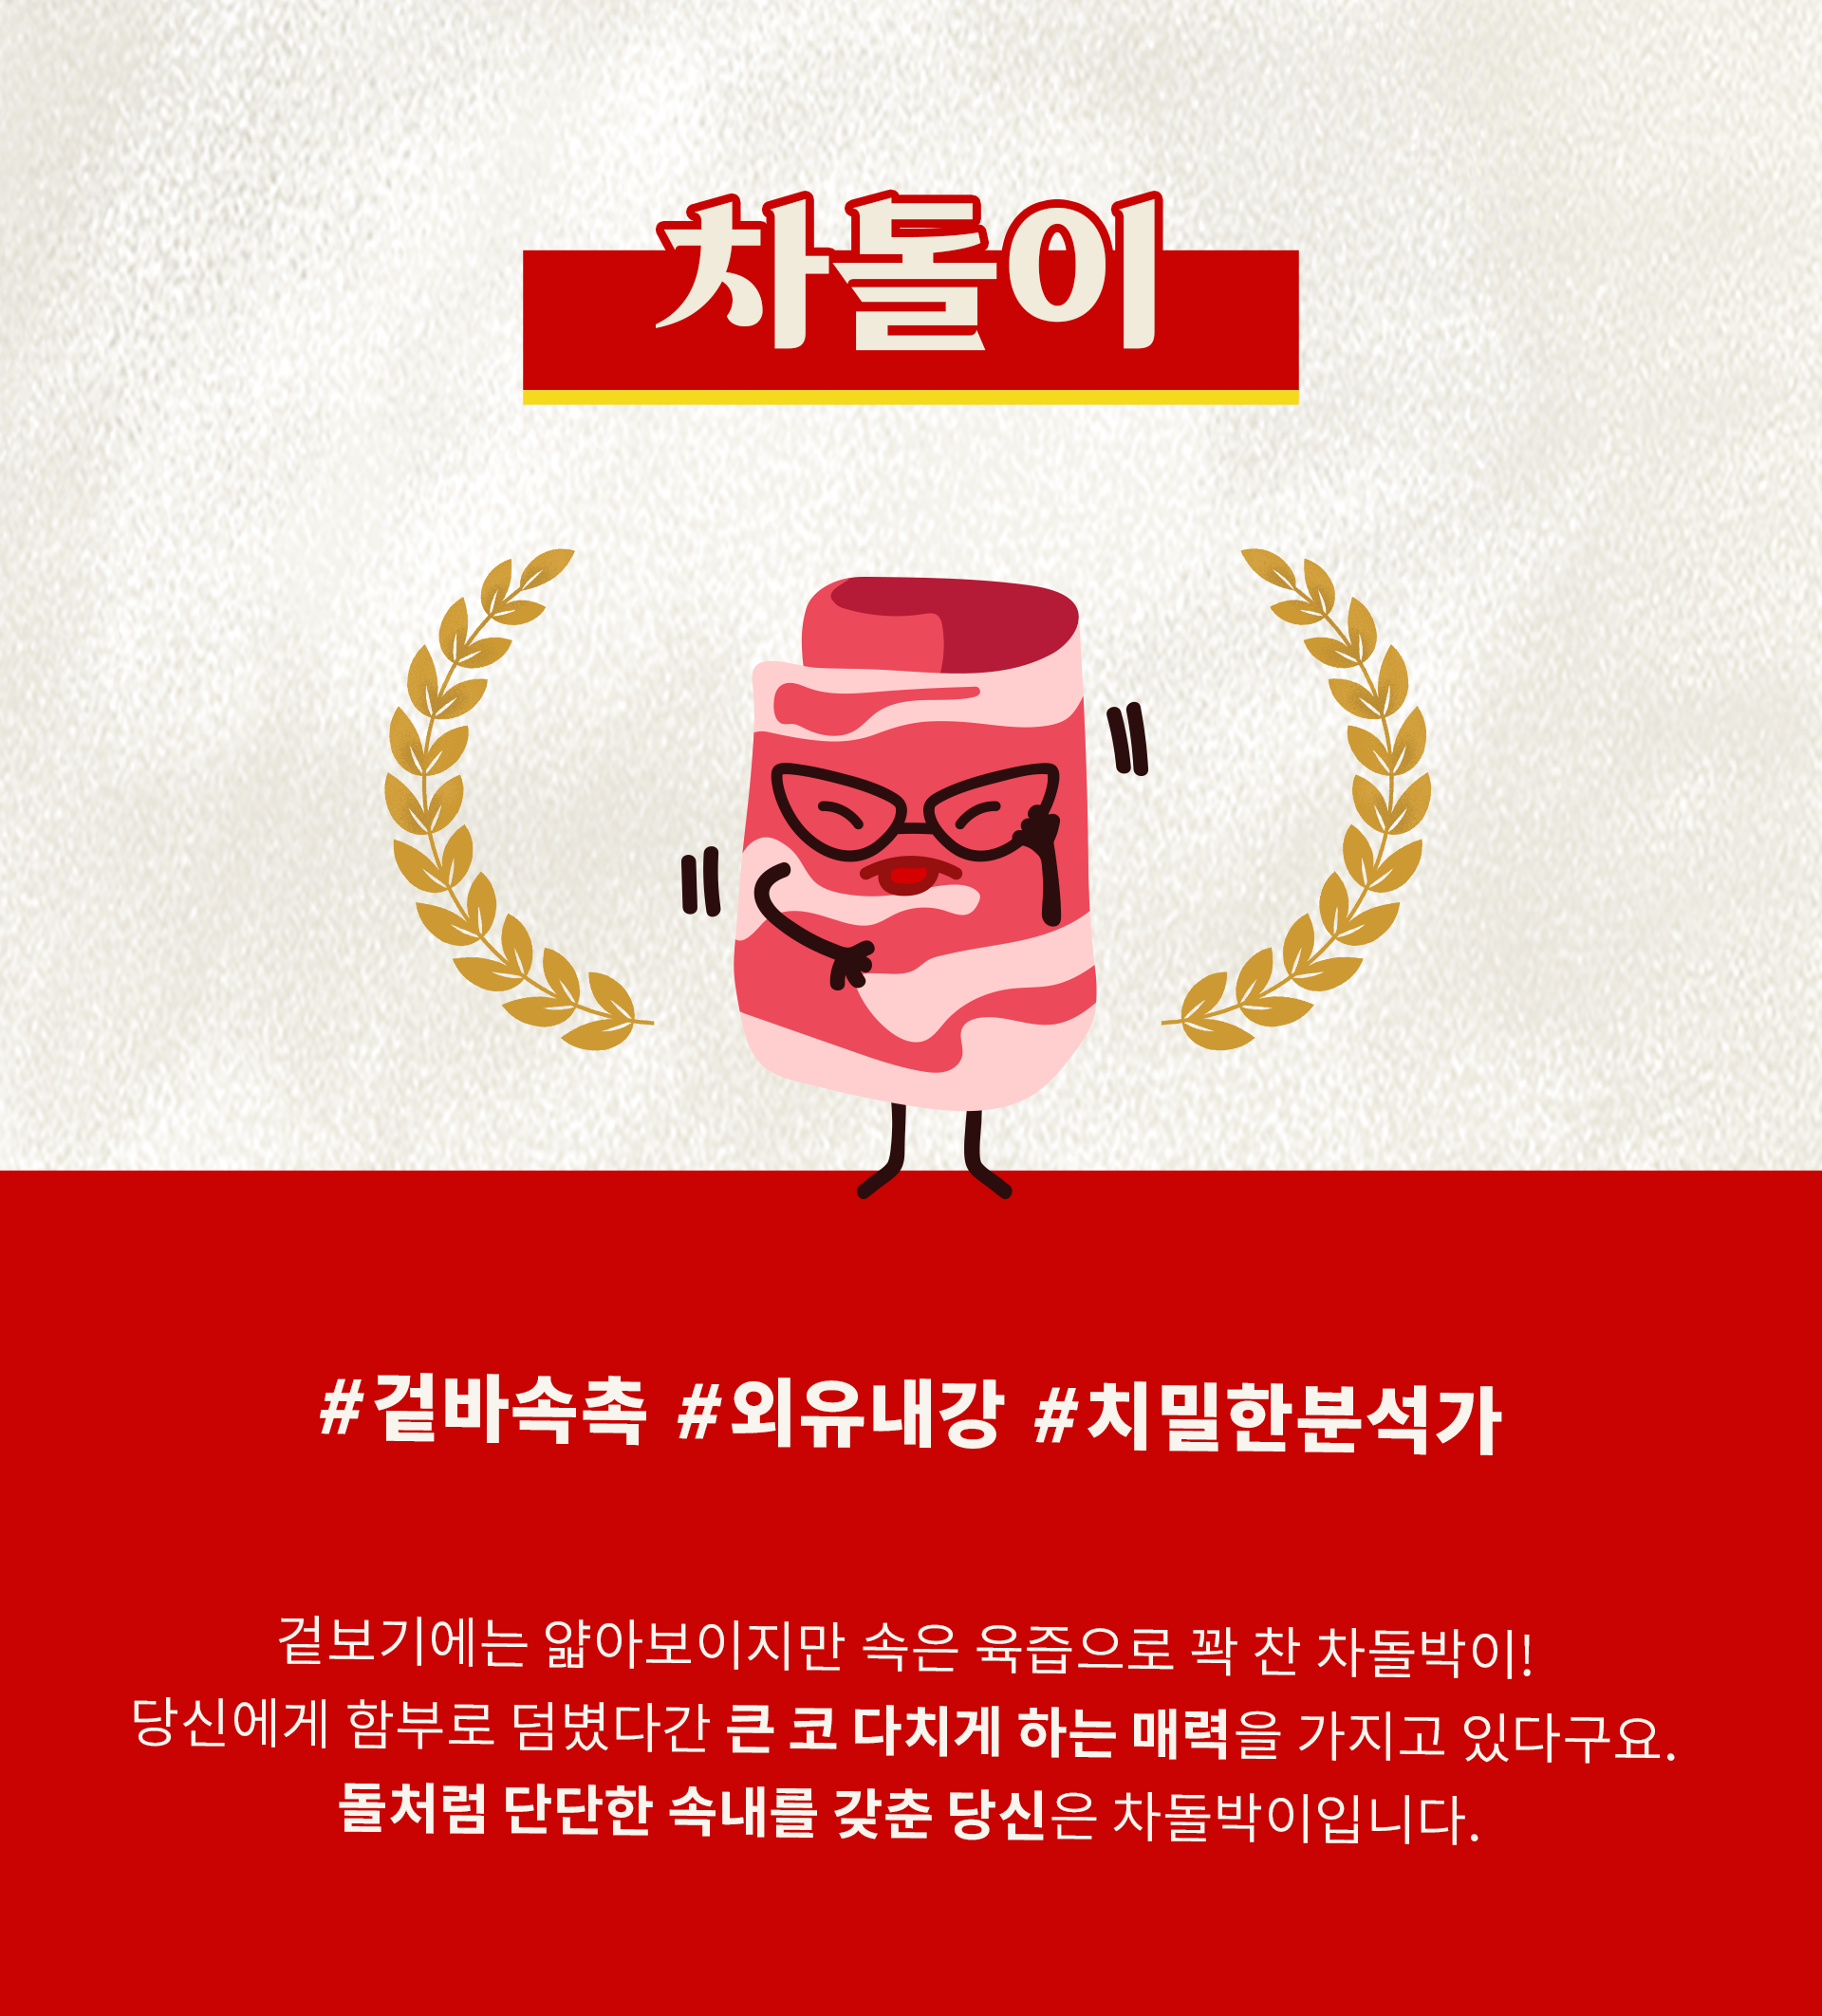 차돌이
#겉바속촉 #외유내강 #치밀한분석가
겉보기에는 얇아보이지만 속은 육즙으로 꽉 찬 차돌박이!
당신에게 함부로 덤볐다간 큰 코 다치게 하는 매력을 가지고 있다구요.
돌처럼 단단한 속내를 갖춘 당신은 차돌박이입니다.